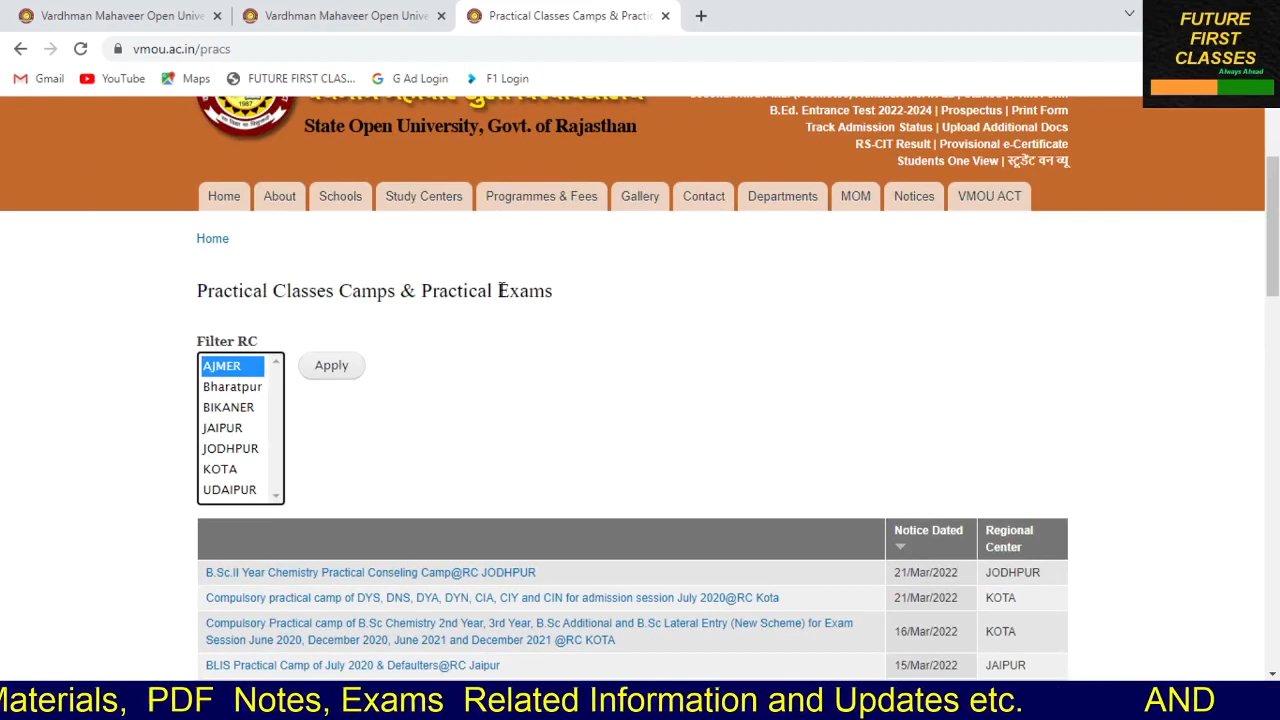 Vardhman Mahaveer Open Unive
Vardhman Mahaveer Open Unive
Practical Classes Camps & Practic
vmou.ac.in/pracs
Gmail
YouTube
Maps
FUTURE FIRST CLAS...
G Ad Login
F1 Login
FUTURE
FIRST
CLASSES
Always Ahead
1987
State Open University, Govt. of Rajasthan
B.Ed. Entrance Test 2022-2024 | Prospectus | Print Form
Track Admission Status | Upload Additional Docs
RS-CIT Result | Provisional e-Certificate
Students One View | स्टूडेंट वन व्यू
Home
About
Schools
Study Centers
Programmes & Fees
Gallery
Contact
Departments
MOM
Notices
VMOU ACT
Home
Practical Classes Camps & Practical Exams
Filter RC
AJMER
Bharatpur
BIKANER
JAIPUR
JODHPUR
KOTA
UDAIPUR
Apply
Notice Dated
Regional
Center
B.Sc.II Year Chemistry Practical Conseling Camp@RC JODHPUR
21/Mar/2022
JODHPUR
Compulsory practical camp of DYS, DNS, DYA, DYN, CIA, CIY and CIN for admission session July 2020@RC Kota
21/Mar/2022
KOTA
Compulsory Practical camp of B.Sc Chemistry 2nd Year, 3rd Year, B.Sc Additional and B.Sc Lateral Entry (New Scheme) for Exam
Session June 2020, December 2020, June 2021 and December 2021 @RC KOTA
16/Mar/2022
KOTA
BLIS Practical Camp of July 2020 & Defaulters@RC Jaipur
15/Mar/2022
JAIPUR
Materials, PDF Notes, Exams Related Information and Updates etc. AND